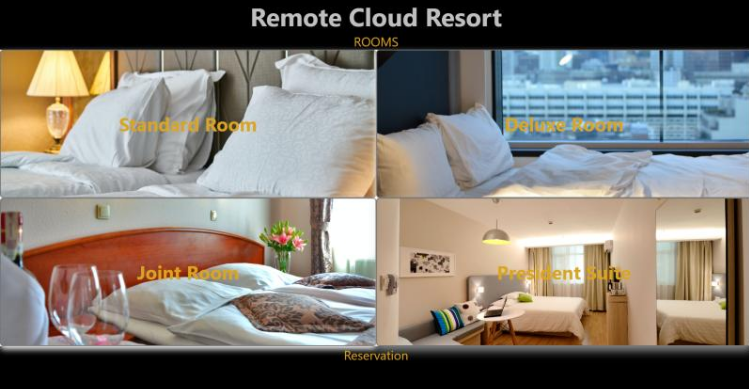 Remote Cloud Resort
ROOMS
Standard Room
Deluxe Room
Joint Room
President Suite
Reservation